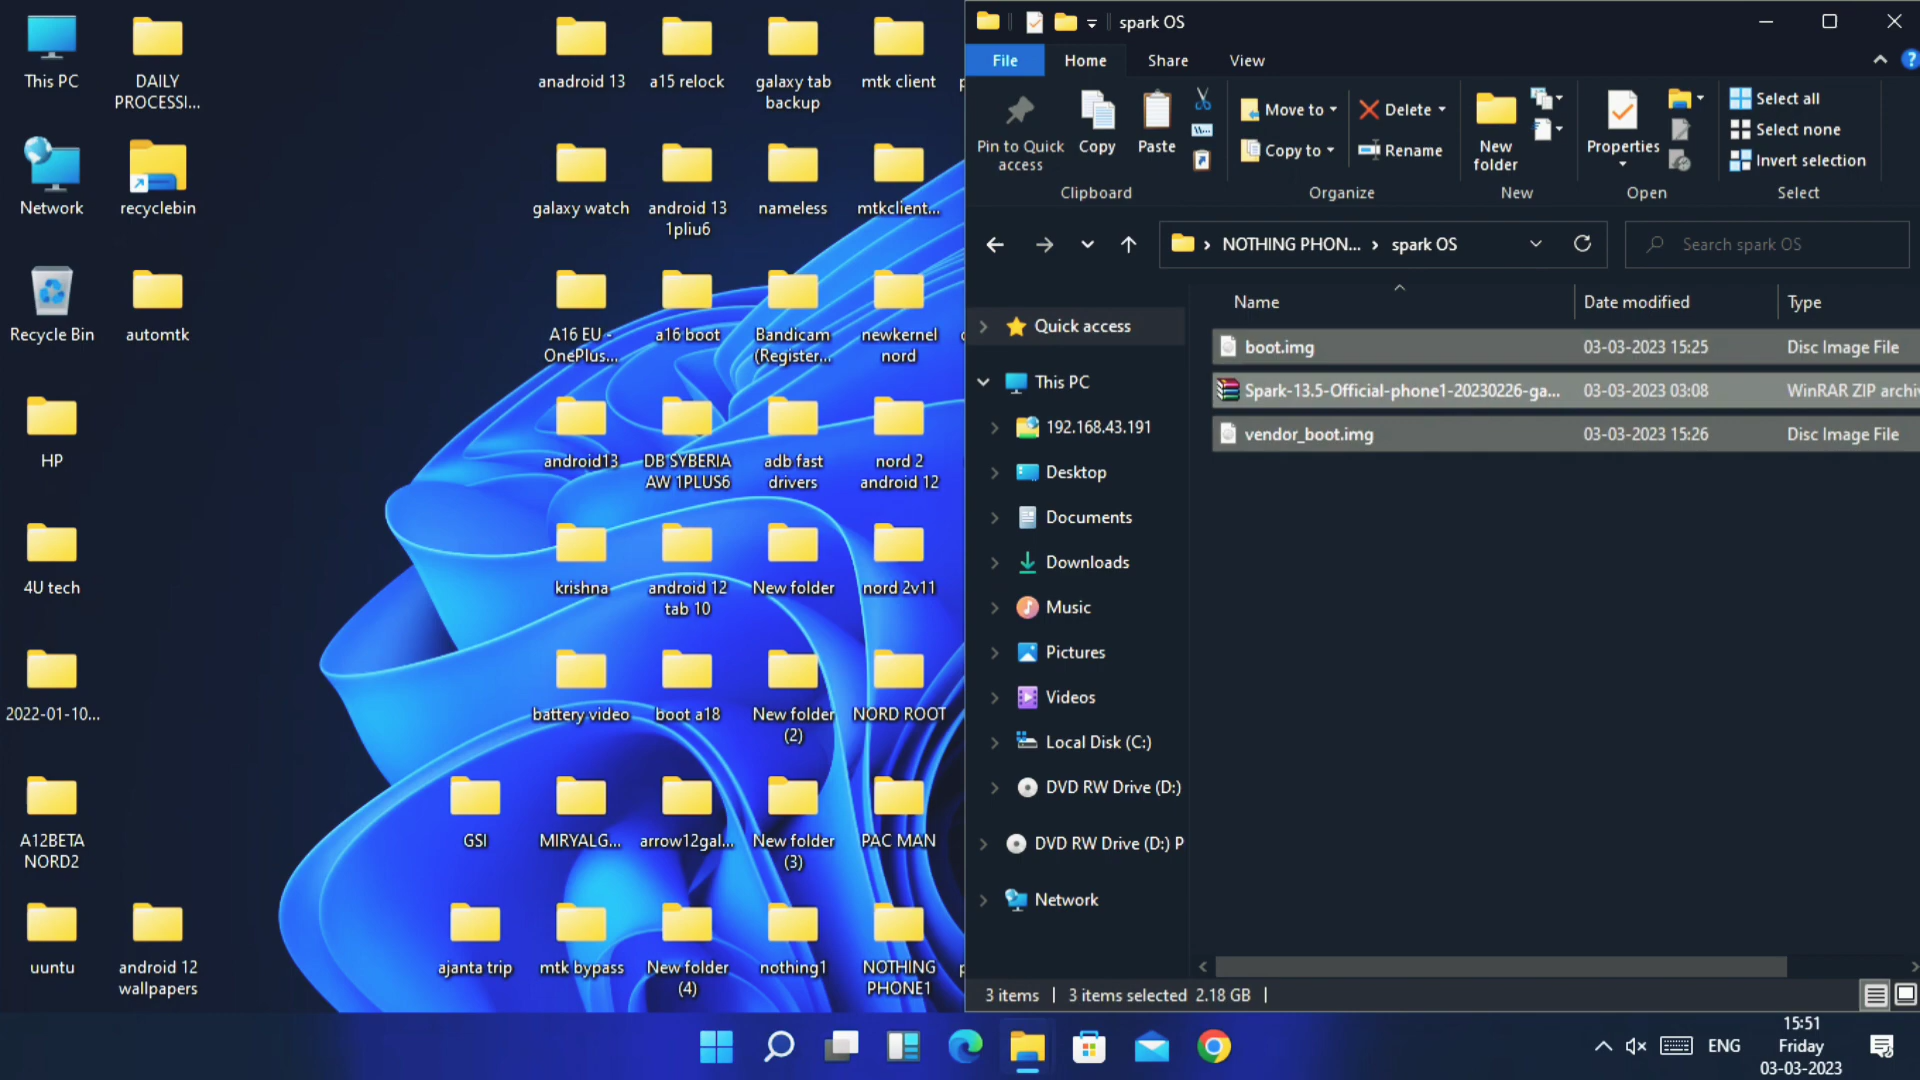 This PC
DAILY
PROCESSI...
anadroid 13
a15 relock
galaxy tab
backup
mtk client
Network
recyclebin
galaxy watch
android 13
1pliu6
nameless
mtkclient...
Recycle Bin
automtk
A16 EU -
OnePlus...
a16 boot
Bandicam
(Register...
newkernel
nord
HP
android13
DB SYBERIA
AW 1PLUS6
adb fast
drivers
nord 2
android 12
4U tech
krishna
android 12
tab 10
New folder
nord 2v11
2022-01-10...
battery video
boot a18
New folder
(2)
NORD ROOT
A12BETA
NORD2
GSI
MIRYALG...
arrow12gal...
New folder
(3)
PAC MAN
uuntu
android 12
wallpapers
ajanta trip
mtk bypass
New folder
(4)
nothing1
NOTHING
PHONE1
spark OS
File Home Share View
Pin to Quick
access
Copy
Paste
Clipboard
Move to
Copy to
Delete
Rename
Organize
New
folder
New
Properties
Open
Select all
Select none
Invert selection
Select
NOTHING PHON... › spark OS
Search spark OS
Quick access
This PC
192.168.43.191
Desktop
Documents
Downloads
Music
Pictures
Videos
Local Disk (C:)
DVD RW Drive (D:)
DVD RW Drive (D:) P
Network
Name Date modified Type
boot.img 03-03-2023 15:25 Disc Image File
Spark-13.5-Official-phone1-20230226-ga... 03-03-2023 03:08 WinRAR ZIP archiv
vendor_boot.img 03-03-2023 15:26 Disc Image File
3 items 3 items selected 2.18 GB
ENG
15:51
Friday
03-03-2023